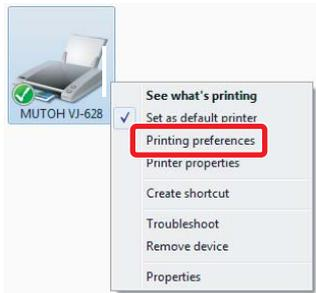 MUTOH VJ-628
See what's printing
Set as default printer
Printing preferences
Printer properties
Create shortcut
Troubleshoot
Remove device
Properties